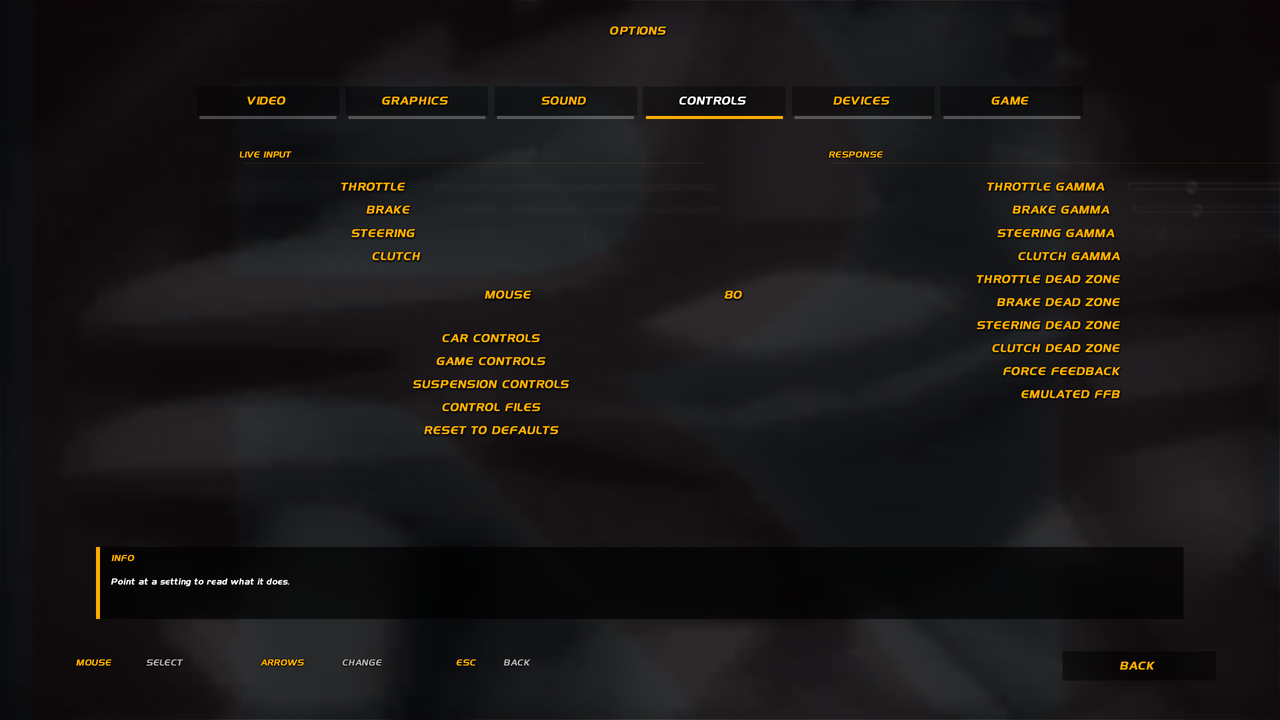 OPTIONS
VIDEO GRAPHICS SOUND CONTROLS DEVICES GAME
LIVE INPUT
THROTTLE
BRAKE
STEERING
CLUTCH
MOUSE 80
CAR CONTROLS
GAME CONTROLS
SUSPENSION CONTROLS
CONTROL FILES
RESET TO DEFAULTS
RESPONSE
THROTTLE GAMMA
BRAKE GAMMA
STEERING GAMMA
CLUTCH GAMMA
THROTTLE DEAD ZONE
BRAKE DEAD ZONE
STEERING DEAD ZONE
CLUTCH DEAD ZONE
FORCE FEEDBACK
EMULATED FFB
INFO
Point at a setting to read what it does.
MOUSE SELECT ARROWS CHANGE ESC BACK
BACK